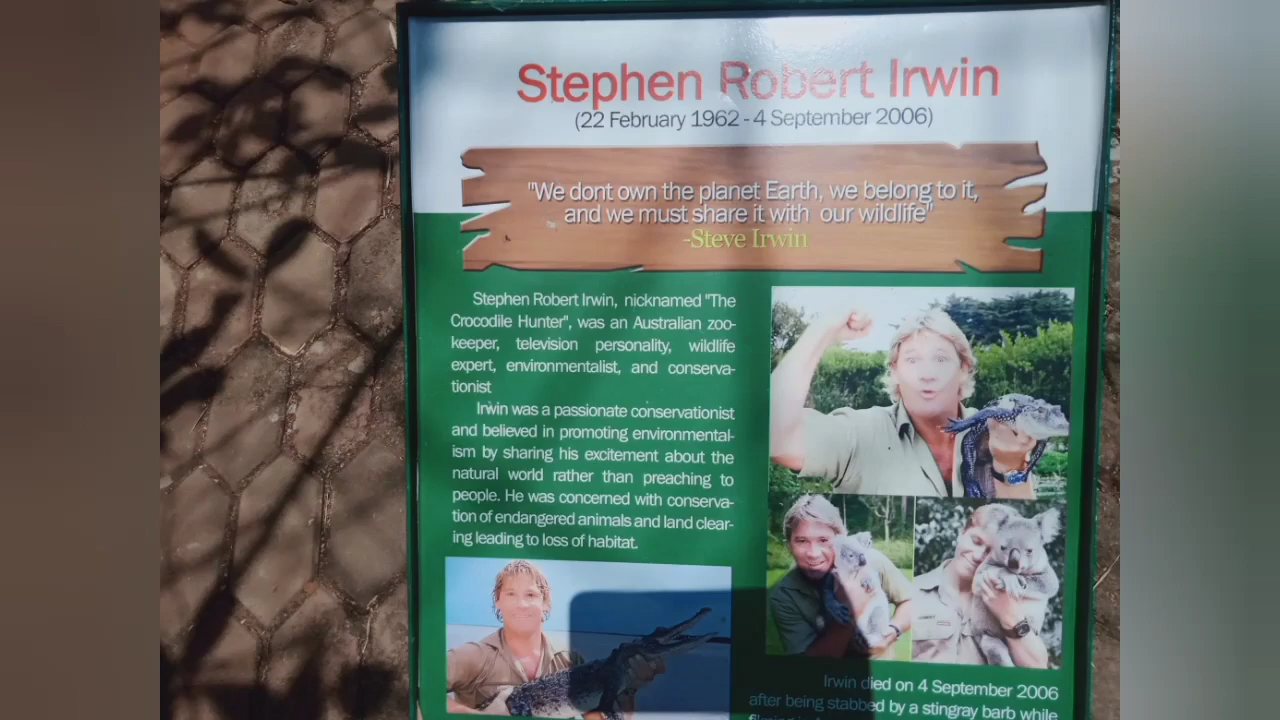 Stephen Robert Irwin
(22 February 1962 - 4 September 2006)
"We dont own the planet Earth, we belong to it,
and we must share it with our wildlife"
-Steve Irwin
Stephen Robert Irwin, nicknamed "The
Crocodile Hunter", was an Australian zoo-
keeper, television personality, wildlife
expert, environmentalist, and conserva-
tionist
Irwin was a passionate conservationist
and believed in promoting environmental-
ism by sharing his excitement about the
natural world rather than preaching to
people. He was concerned with conserva-
tion of endangered animals and land clear-
ing leading to loss of habitat.
Irwin died on 4 September 2006
after being stabbed by a stingray barb while